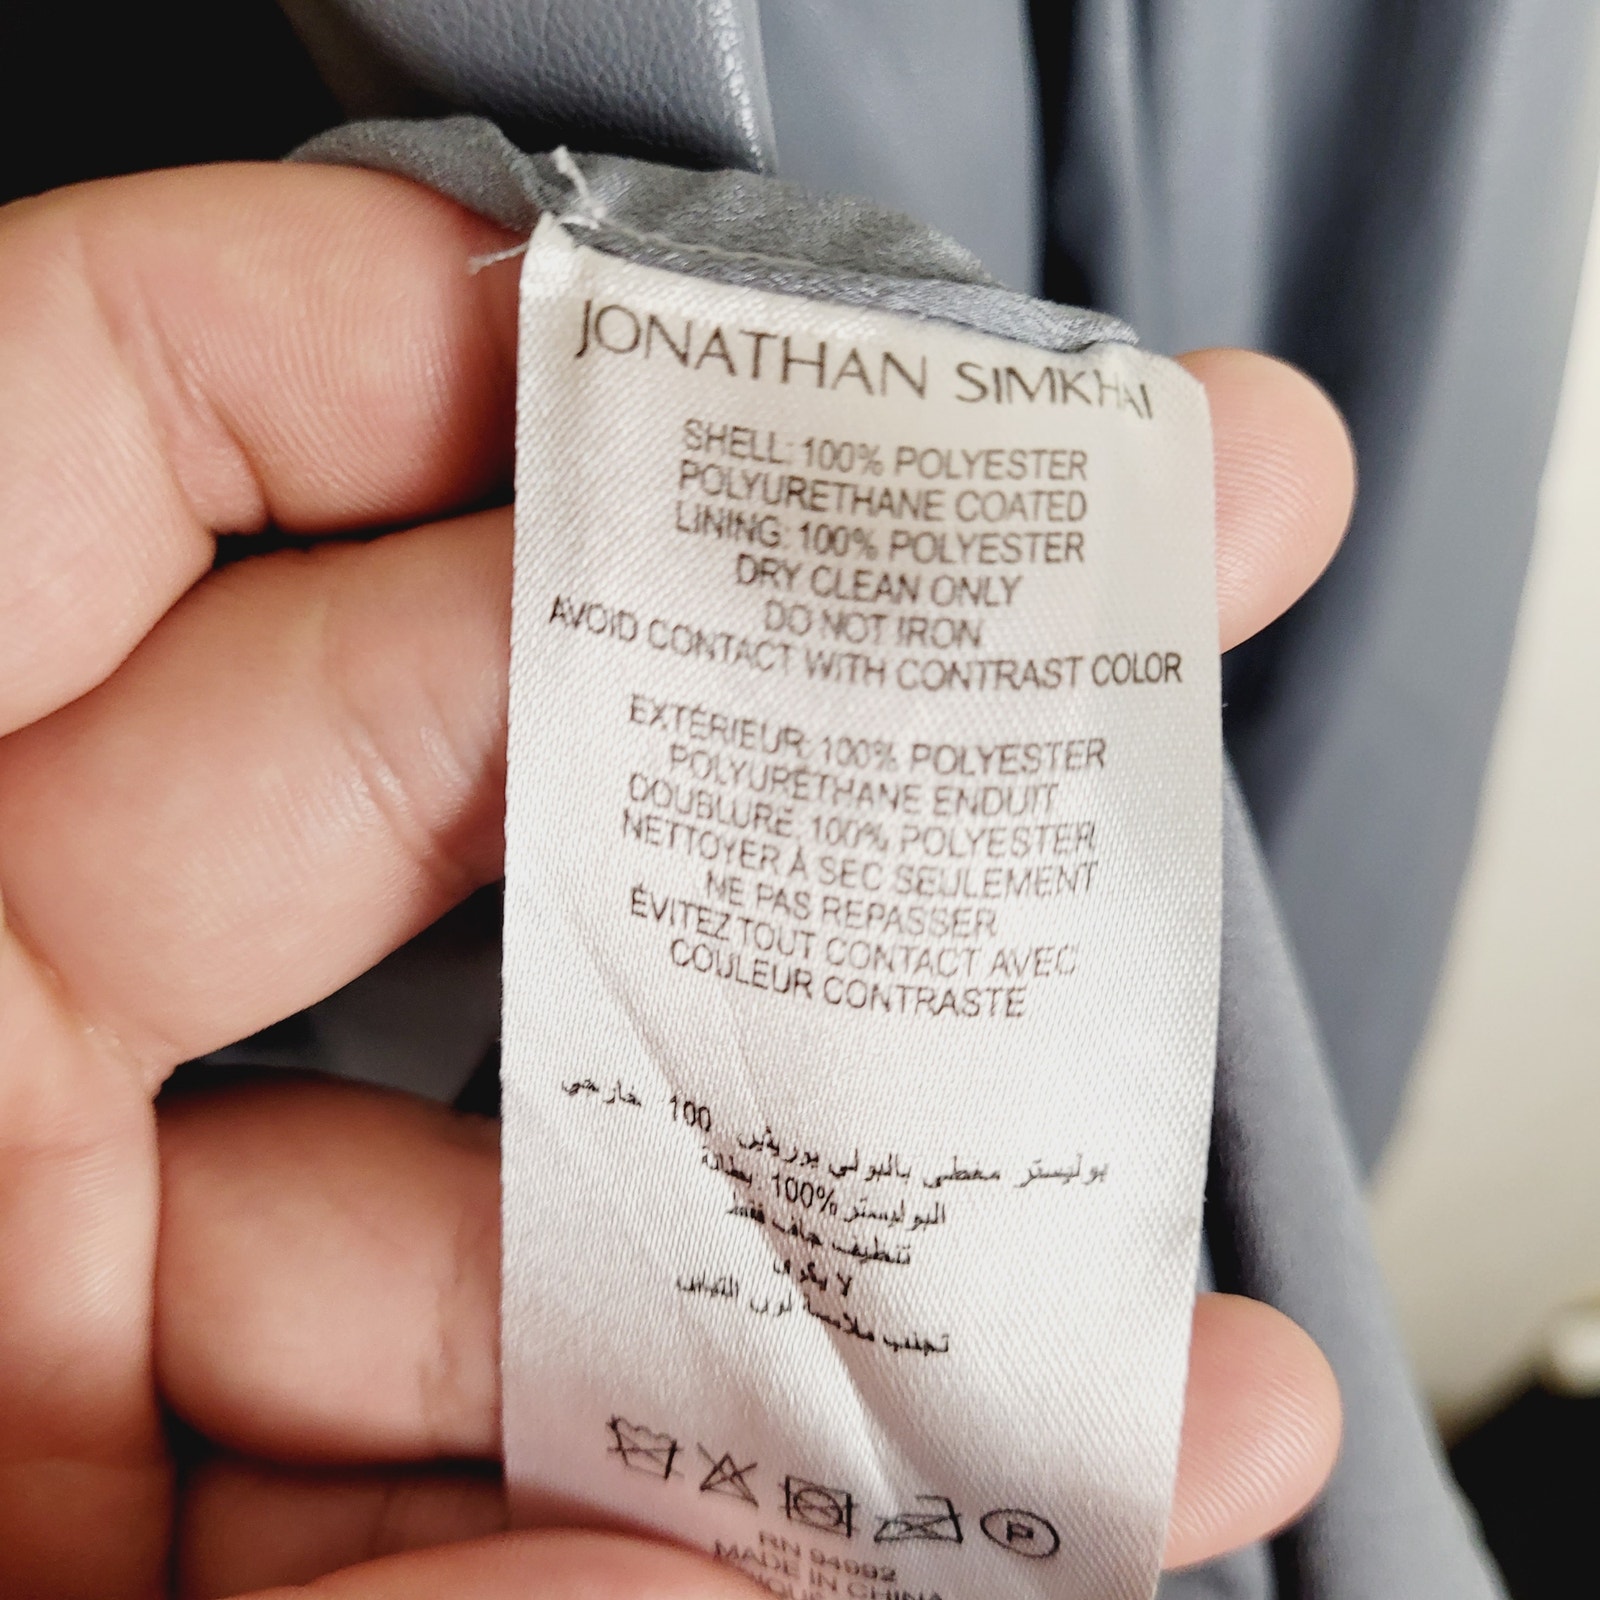 JONATHAN SIMKHAI
SHELL: 100% POLYESTER
POLYURETHANE COATED
LINING: 100% POLYESTER
DRY CLEAN ONLY
DO NOT IRON
AVOID CONTACT WITH CONTRAST COLOR
EXTÉRIEUR: 100% POLYESTER
POLYURÉTHANE ENDUIT
DOUBLURE: 100% POLYESTER
NETTOYER À SEC SEULEMENT
NE PAS REPASSER
ÉVITEZ TOUT CONTACT AVEC
COULEUR CONTRASTE
خارجي 100
بوليستر مغطى بالبولي يوريثين
البوليستر 100% بطانة
تنظيف جاف فقط
لا يكوى
تجنب ملامسة لون التباين
P
RN 94992
MADE IN CHINA